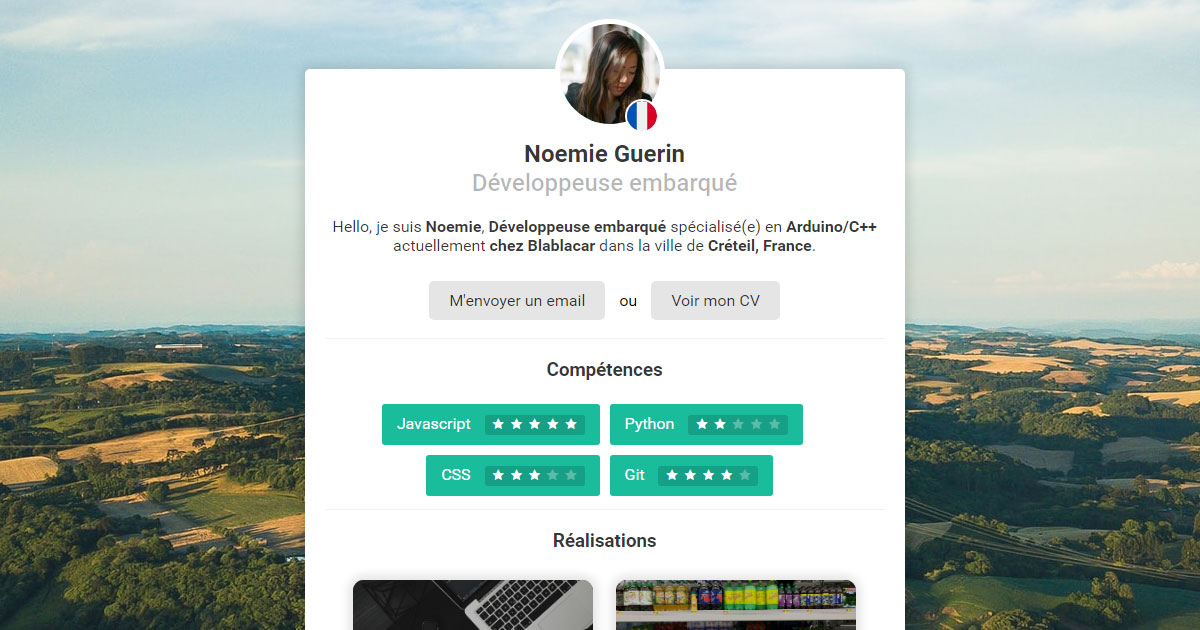 Noemie Guerin
Développeuse embarqué
Hello, je suis Noemie, Développeuse embarqué spécialisé(e) en Arduino/C++
actuellement chez Blablacar dans la ville de Créteil, France.
M'envoyer un email ou Voir mon CV
Compétences
Javascript Python
CSS Git
Réalisations